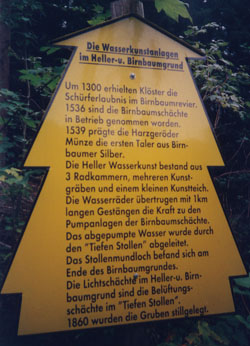 Die Wasserkunstanlagen
im Heller-u. Birnbaumgrund
Um 1300 erhielten Klöster die
Schürferlaubnis im Birnbaumrevier.
1536 sind die Birnbaumschächte
in Betrieb genommen worden.
1539 prägte die Harzgeröder
Münze die ersten Taler aus Birn-
baumer Silber.
Die Heller Wasserkunst bestand aus
3 Radkammern, mehreren Kunst-
gräben und einem kleinen Kunstteich.
Die Wasserräder übertrugen mit 1km
langen Gestängen die Kraft zu den
Pumpanlagen der Birnbaumschächte.
Das abgepumpte Wasser wurde durch
den "Tiefen Stollen" abgeleitet.
Das Stollenmundloch befand sich am
Ende des Birnbaumgrundes.
Die Lichtschächte im Heller-u. Birn-
baumgrund sind die Belüftungs-
schächte im "Tiefen Stollen".
1860 wurden die Gruben stillgelegt.